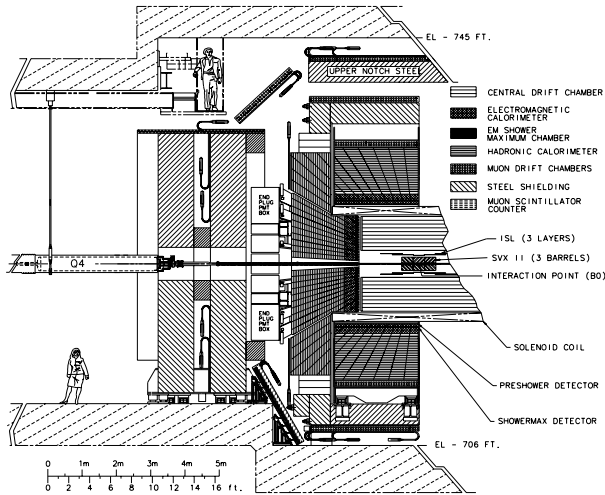 EL - 745 FT.
UPPER NOTCH STEEL
CENTRAL DRIFT CHAMBER
ELECTROMAGNETIC
CALORIMETER
EM SHOWER
MAXIMUM CHAMBER
HADRONIC CALORIMETER
MUON DRIFT CHAMBERS
STEEL SHIELDING
MUON SCINTILLATOR
COUNTER
END
PLUG
PMT
BOX
ISL (3 LAYERS)
Q4
SVX II (3 BARRELS)
INTERACTION POINT (B0)
END
PLUG
PMT
BOX
SOLENOID COIL
PRESHOWER DETECTOR
SHOWERMAX DETECTOR
EL - 706 FT.
0 1m 2m 3m 4m 5m
0 2 4 6 8 10 12 14 16 ft.